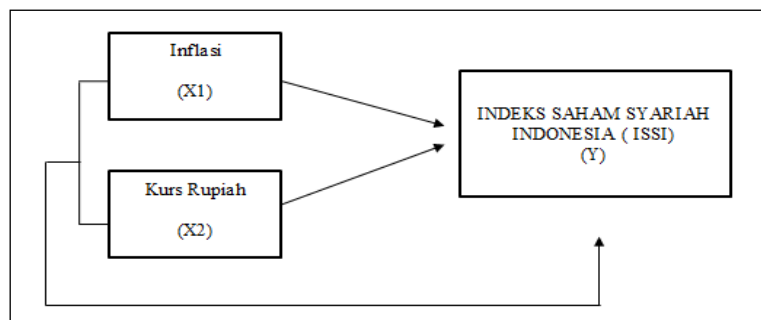 Inflasi
(X1)
Kurs Rupiah
(X2)
INDEKS SAHAM SYARIAH
INDONESIA ( ISSI)
(Y)